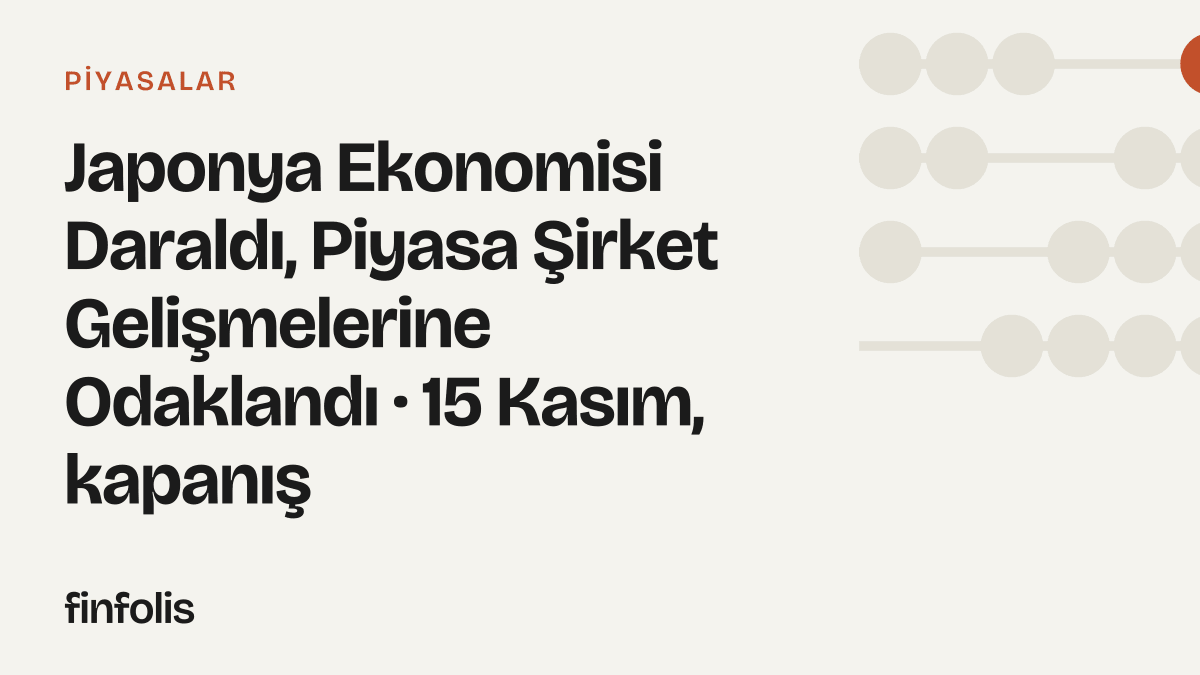 PİYASALAR
Japonya Ekonomisi
Daraldı, Piyasa Şirket
Gelişmelerine
Odaklandı · 15 Kasım,
kapanış
finfolis